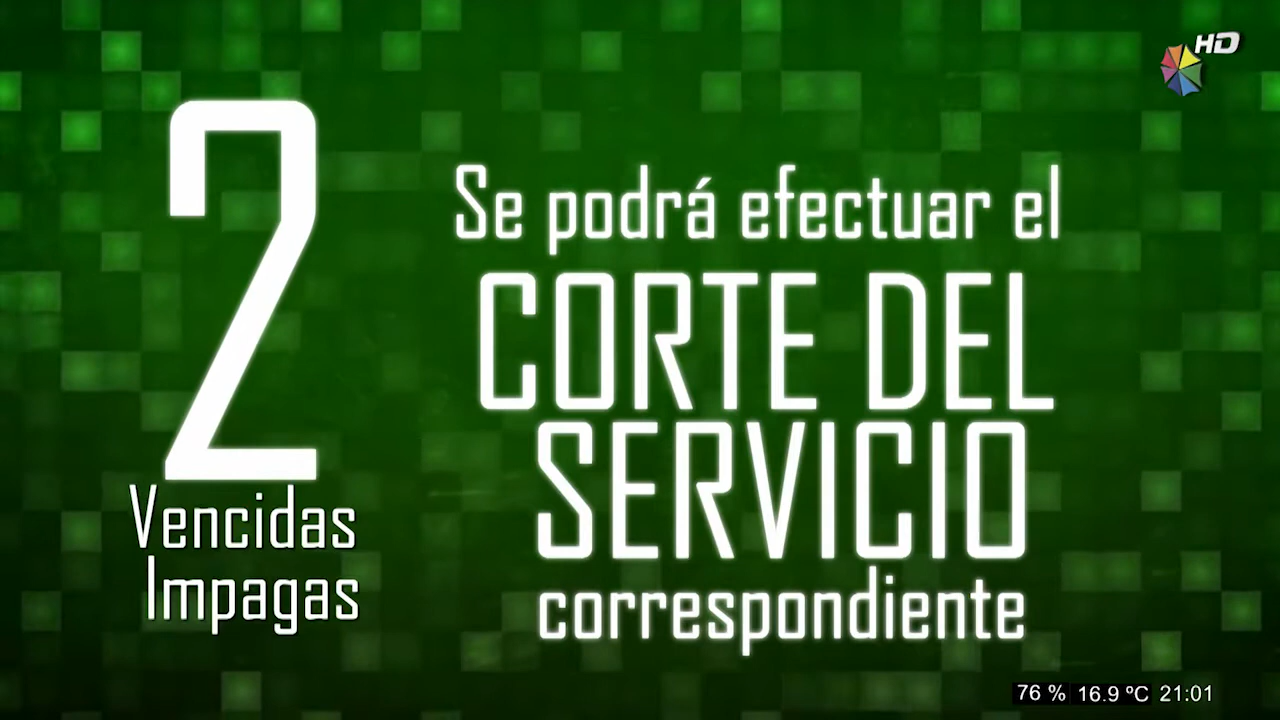 2
Vencidas
Impagas
Se podrá efectuar el
CORTE DEL
SERVICIO
correspondiente
HD
76 % 16.9 ºC 21:01